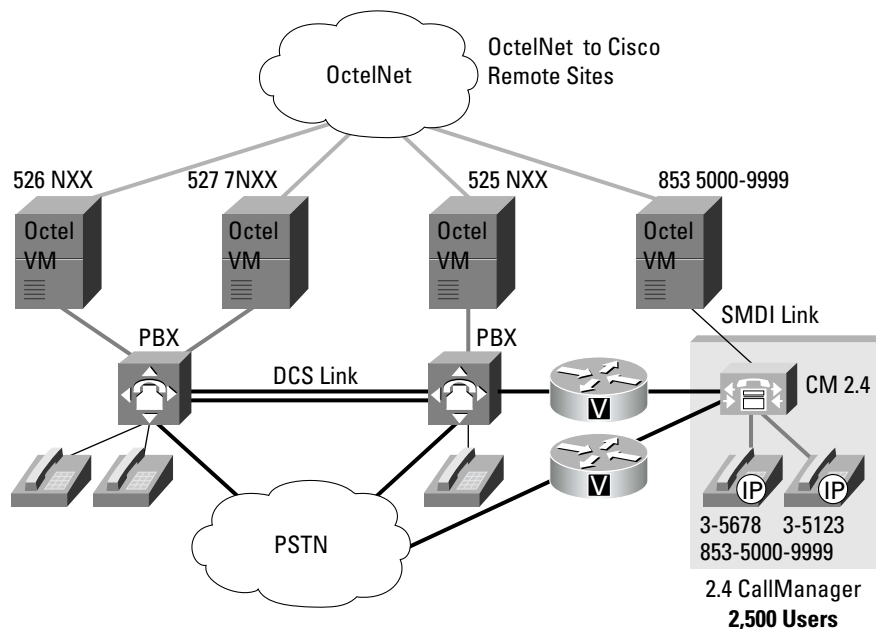 OctelNet
OctelNet to Cisco
Remote Sites
526 NXX
527 7NXX
525 NXX
853 5000-9999
Octel
VM
Octel
VM
Octel
VM
Octel
VM
SMDI Link
PBX
PBX
DCS Link
CM 2.4
V
V
IP
IP
3-5678
3-5123
853-5000-9999
PSTN
2.4 CallManager
2,500 Users